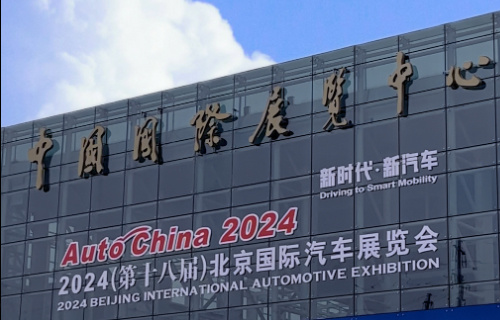 中国国际展览中心
新时代·新汽车
Driving to Smart Mobility
Auto China 2024
2024(第十八届)北京国际汽车展览会
2024 BEIJING INTERNATIONAL AUTOMOTIVE EXHIBITION